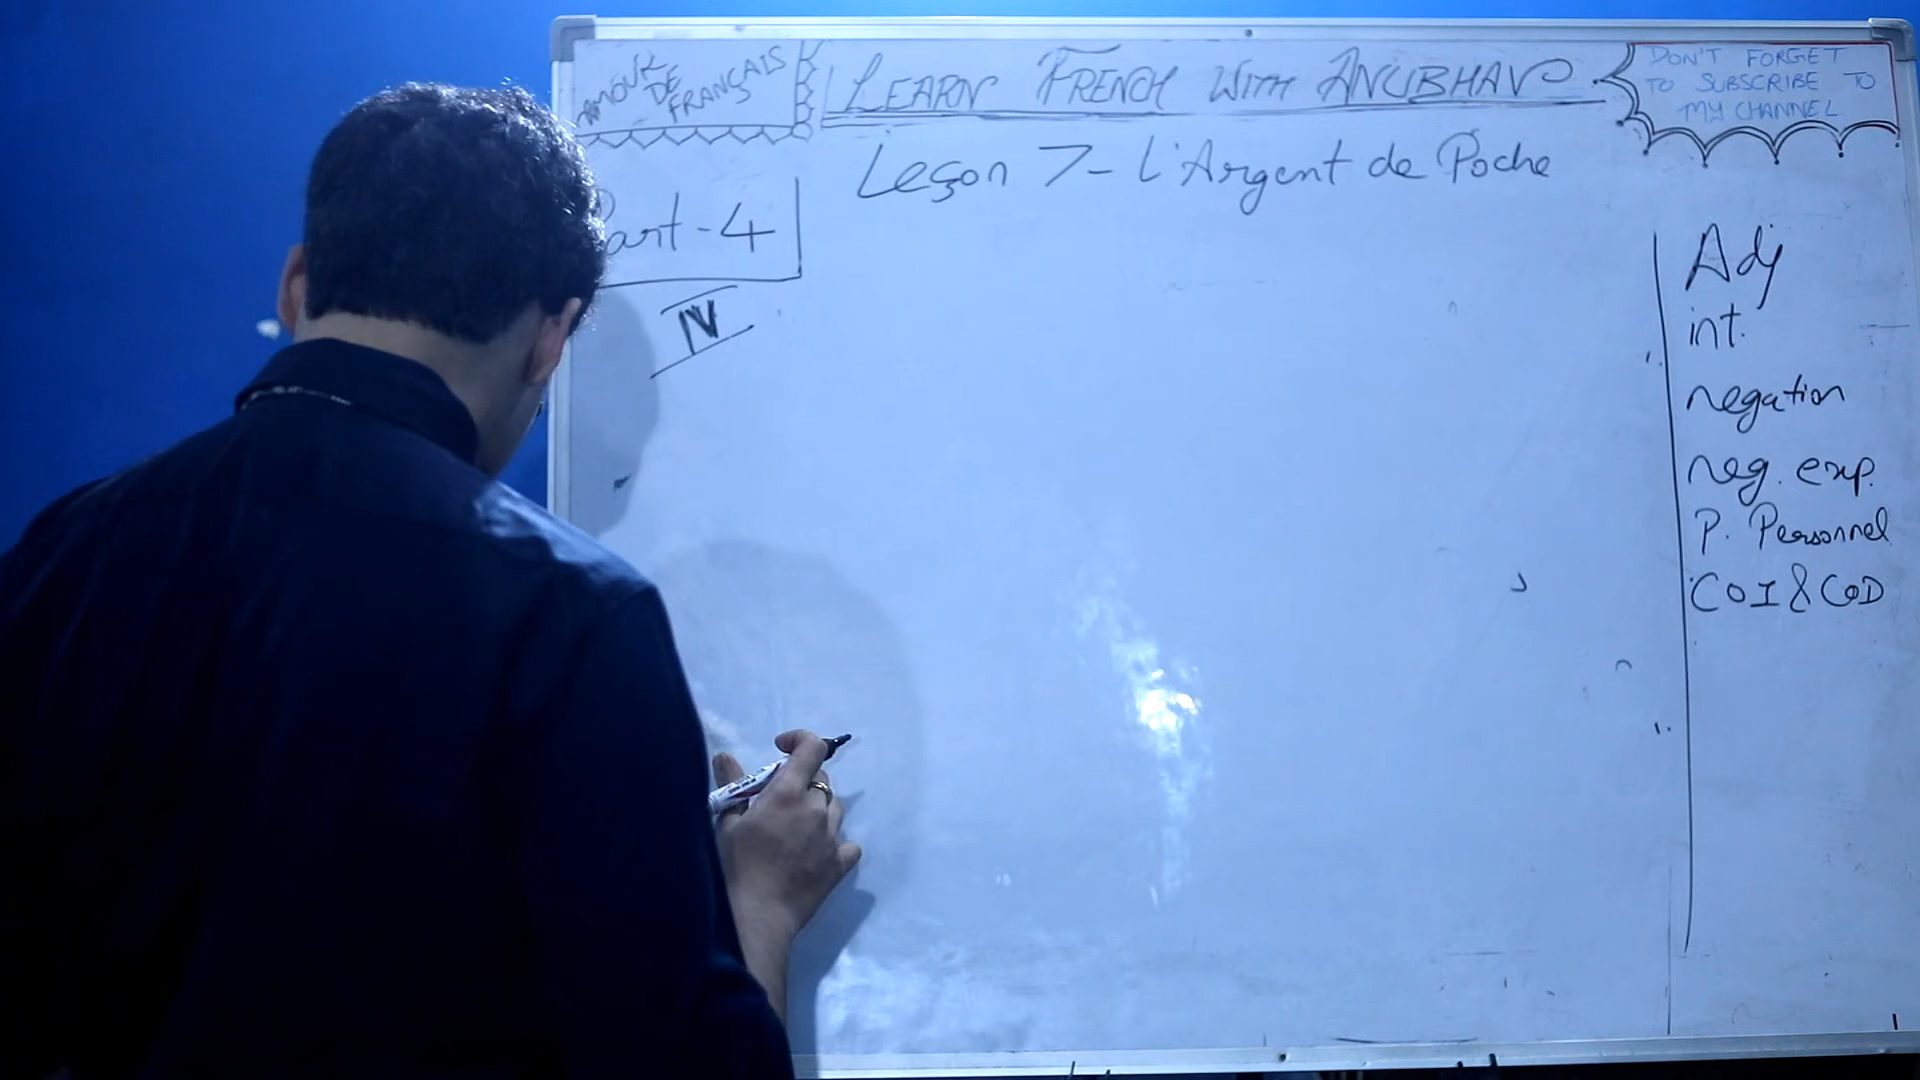 AMOUR
DE
FRANÇAIS
LEARN FRENCH WITH ANUBHAV
DON'T FORGET
TO SUBSCRIBE TO
MY CHANNEL
Leçon 7- L'Argent de Poche
Part-4
IV
Adj
int.
negation
neg. exp.
P. Personnel
COI & COD